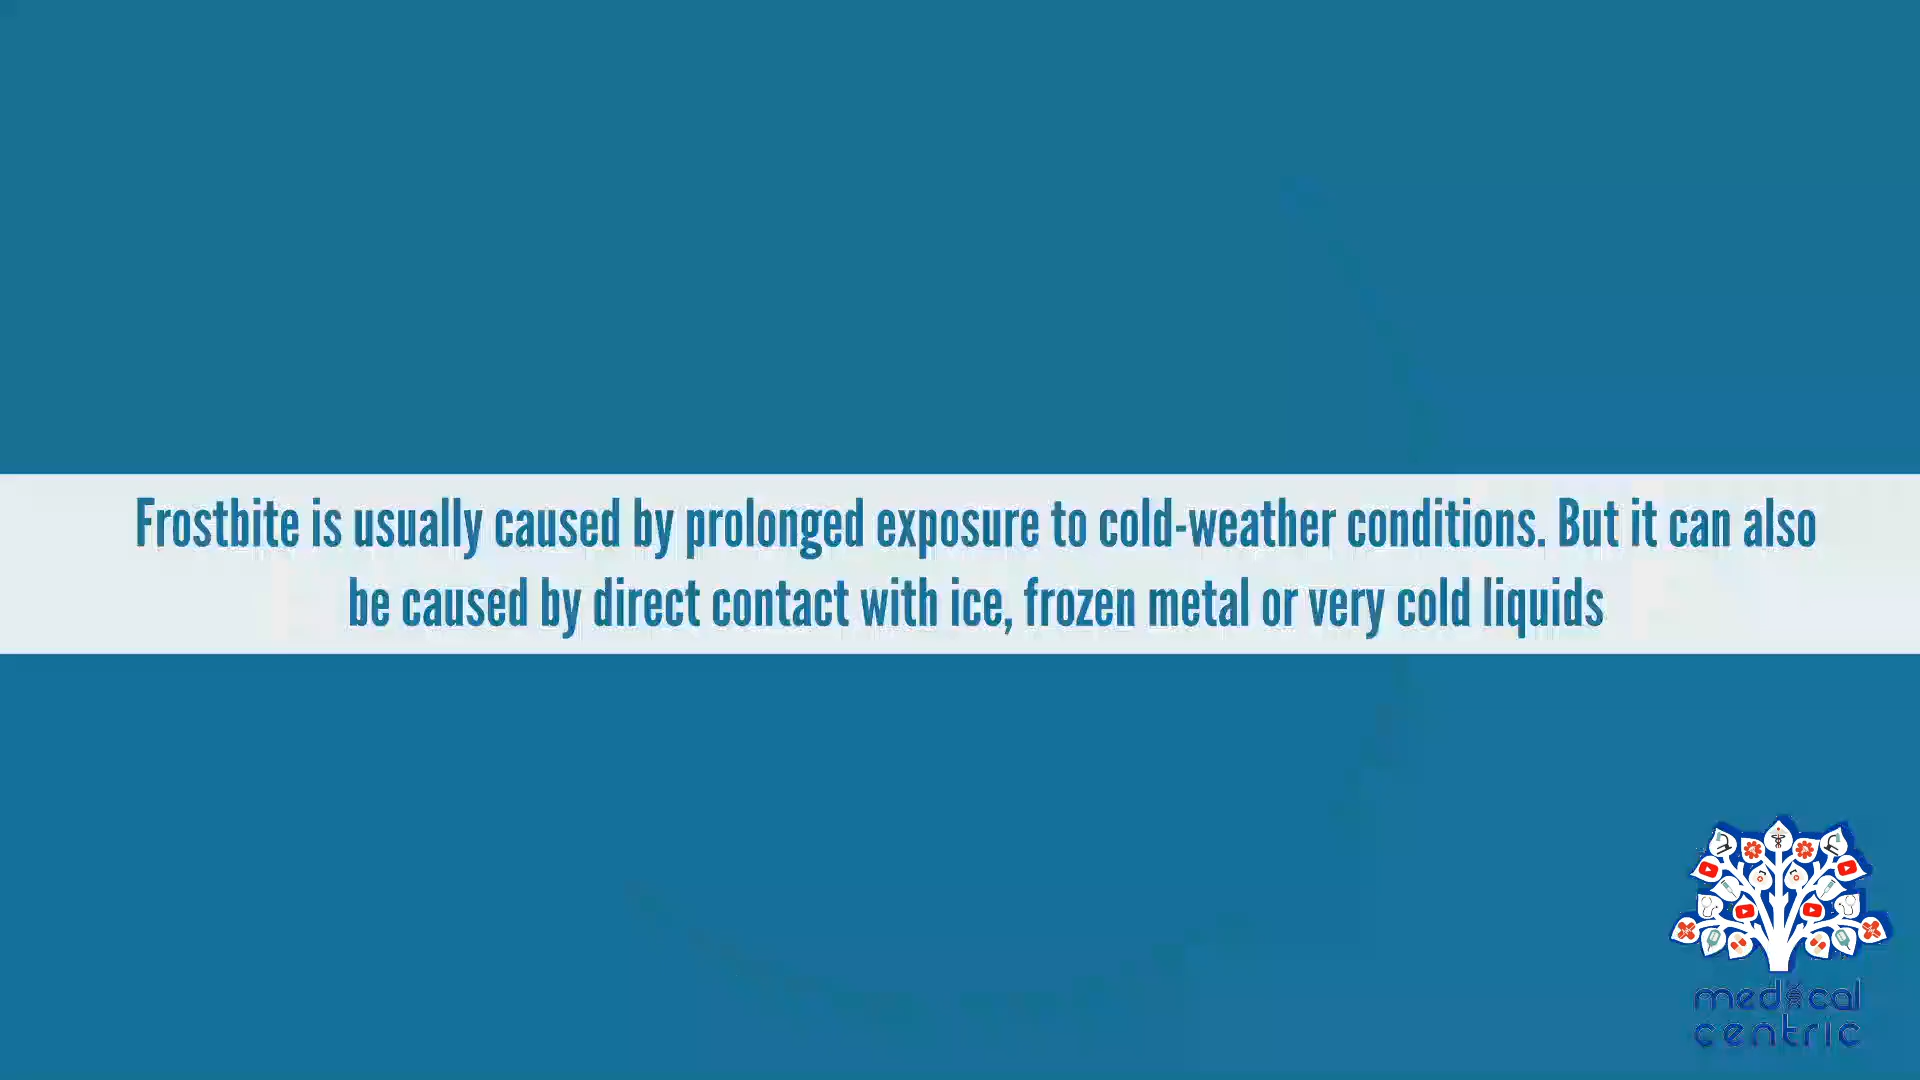 Frostbite is usually caused by prolonged exposure to cold-weather conditions. But it can also
be caused by direct contact with ice, frozen metal or very cold liquids
medical
centric